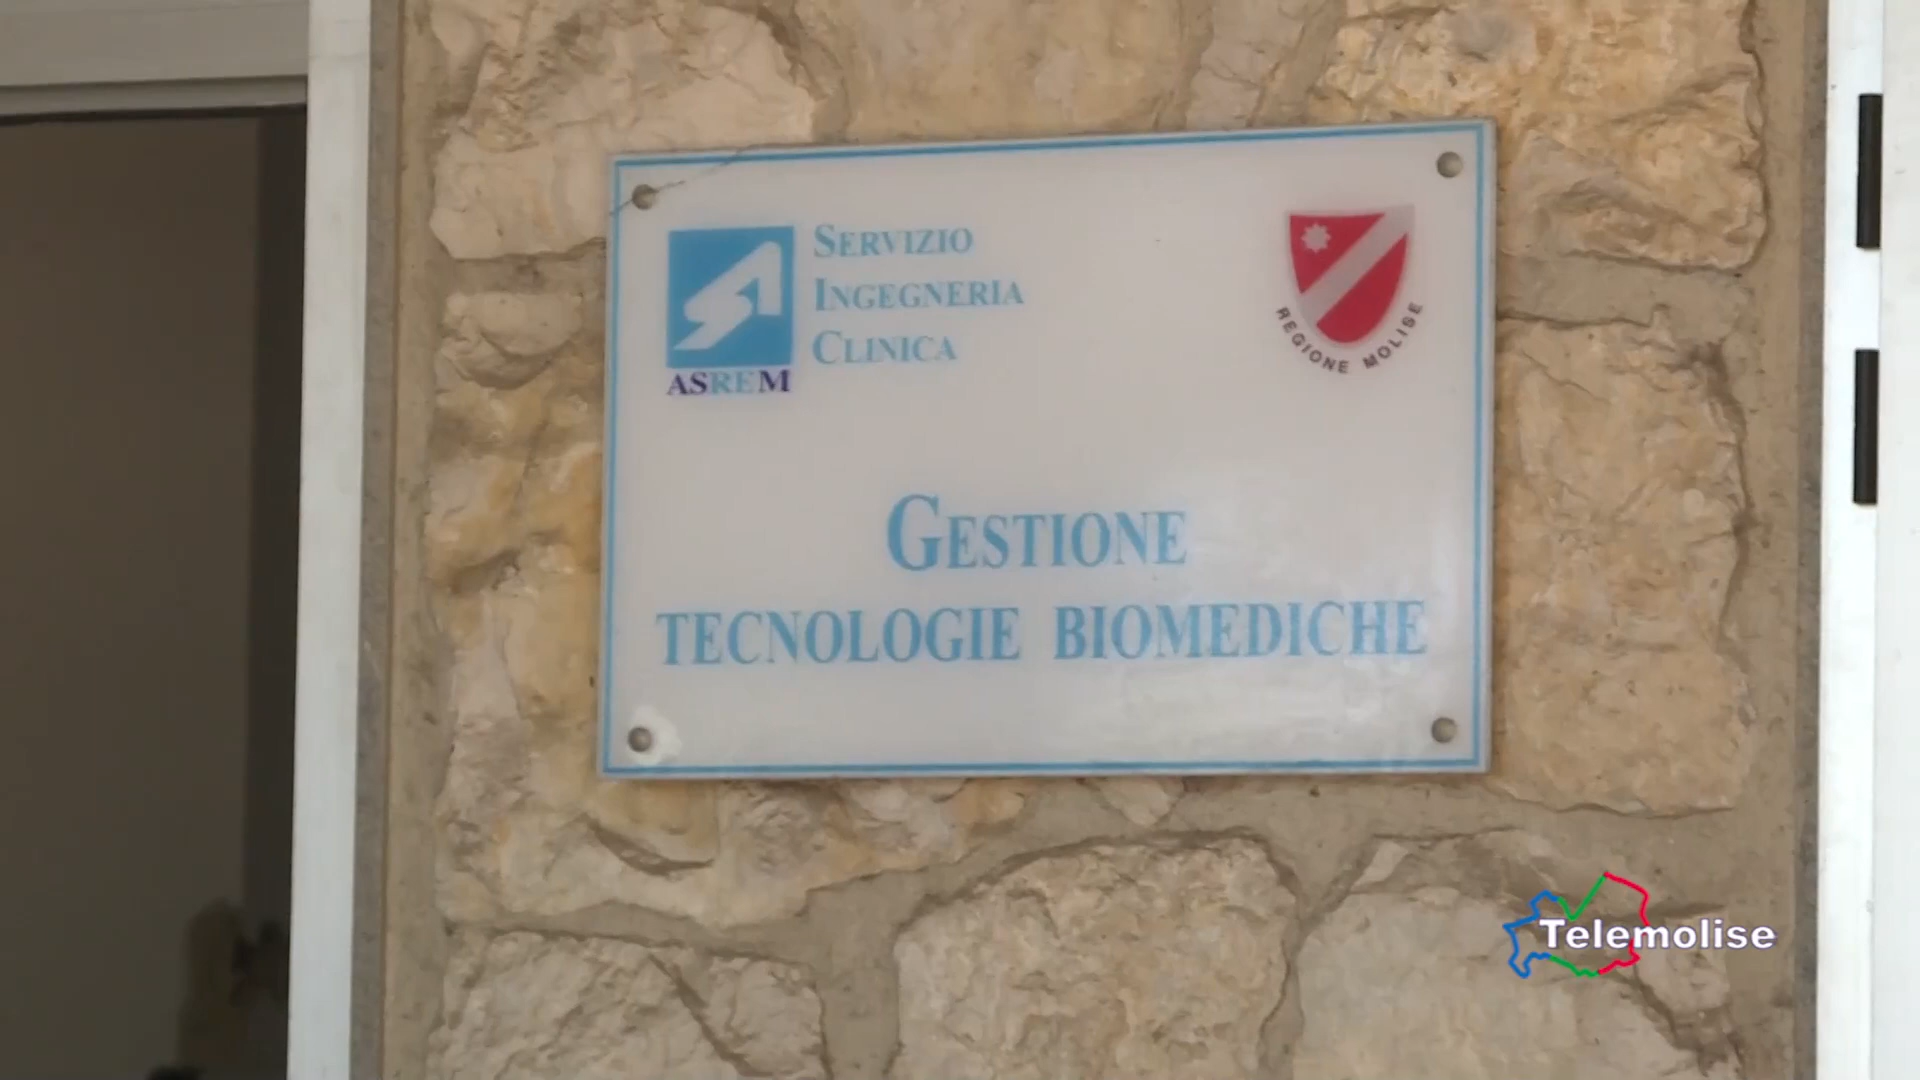 SERVIZIO
INGEGNERIA
CLINICA
ASREM
REGIONE MOLISE
GESTIONE
TECNOLOGIE BIOMEDICHE
Telemolise